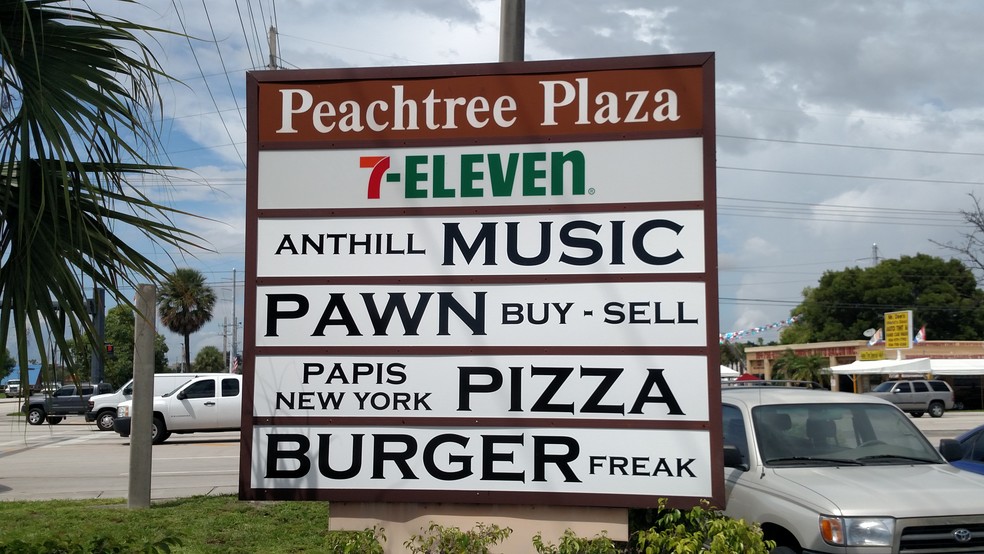 Peachtree Plaza
7-ELEVEn
ANTHILL MUSIC
PAWN BUY - SELL
PAPIS
NEW YORK PIZZA
BURGER FREAK